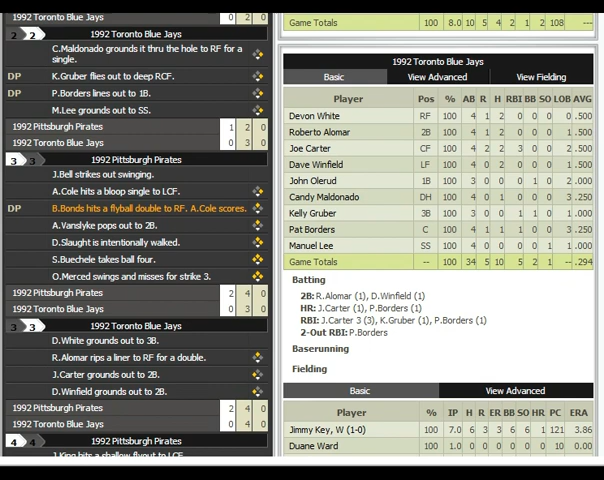 1992 Toronto Blue Jays 0 2 0
2 2 1992 Toronto Blue Jays
C.Maldonado grounds it thru the hole to RF for a
single.
DP K.Gruber flies out to deep RCF.
DP P.Borders lines out to 1B.
M.Lee grounds out to SS.
1992 Pittsburgh Pirates 1 2 0
1992 Toronto Blue Jays 0 3 0
3 3 1992 Pittsburgh Pirates
J.Bell strikes out swinging.
A.Cole hits a bloop single to LCF.
DP B.Bonds hits a flyball double to RF. A.Cole scores.
A.Vanslyke pops out to 2B.
D.Slaught is intentionally walked.
S.Buechele takes ball four.
O.Merced swings and misses for strike 3.
1992 Pittsburgh Pirates 2 4 0
1992 Toronto Blue Jays 0 3 0
3 3 1992 Toronto Blue Jays
D.White grounds out to 3B.
R.Alomar rips a liner to RF for a double.
J.Carter grounds out to 2B.
D.Winfield grounds out to 2B.
1992 Pittsburgh Pirates 2 4 0
1992 Toronto Blue Jays 0 4 0
4 4 1992 Pittsburgh Pirates
J.King hits a shallow flyout to LCF.
Game Totals 100 8.0 10 5 4 2 1 2 108 ---
1992 Toronto Blue Jays
Basic View Advanced View Fielding
Player Pos % AB R H RBI BB SO LOB AVG
Devon White RF 100 4 1 2 0 0 0 0 .500
Roberto Alomar 2B 100 4 1 2 0 0 0 1 .500
Joe Carter CF 100 4 2 2 3 0 0 2 .500
Dave Winfield LF 100 4 0 2 0 0 0 1 .500
John Olerud 1B 100 3 0 0 0 1 0 2 .000
Candy Maldonado DH 100 4 0 1 0 0 0 3 .250
Kelly Gruber 3B 100 3 0 0 1 1 0 1 .000
Pat Borders C 100 4 1 1 1 0 0 3 .250
Manuel Lee SS 100 4 0 0 0 0 1 1 .000
Game Totals -- 100 34 5 10 5 2 1 --- .294
Batting
2B: R.Alomar (1), D.Winfield (1)
HR: J.Carter (1), P.Borders (1)
RBI: J.Carter 3 (3), K.Gruber (1), P.Borders (1)
2-Out RBI: P.Borders
Baserunning
Fielding
Basic View Advanced
Player % IP H R ER BB SO HR PC ERA
Jimmy Key, W (1-0) 100 7.0 6 3 3 6 6 1 121 3.86
Duane Ward 100 1.0 0 0 0 0 0 0 10 0.00